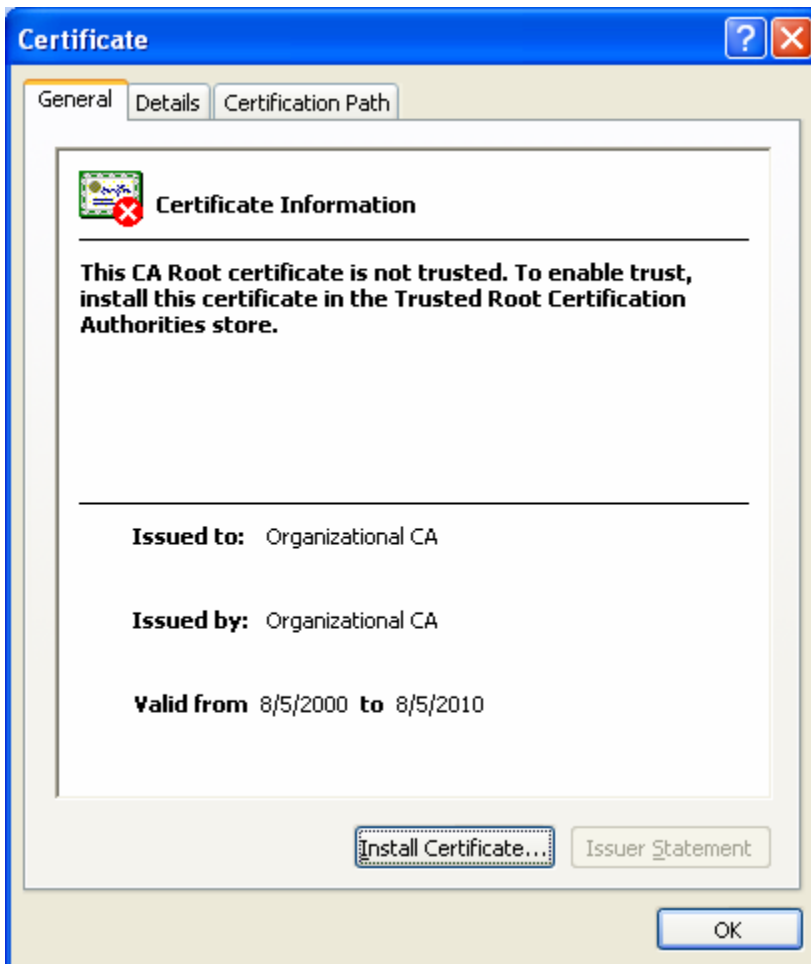 Certificate
?
General Details Certification Path
Certificate Information
This CA Root certificate is not trusted. To enable trust,
install this certificate in the Trusted Root Certification
Authorities store.
Issued to: Organizational CA
Issued by: Organizational CA
Valid from 8/5/2000 to 8/5/2010
Install Certificate... Issuer Statement
OK